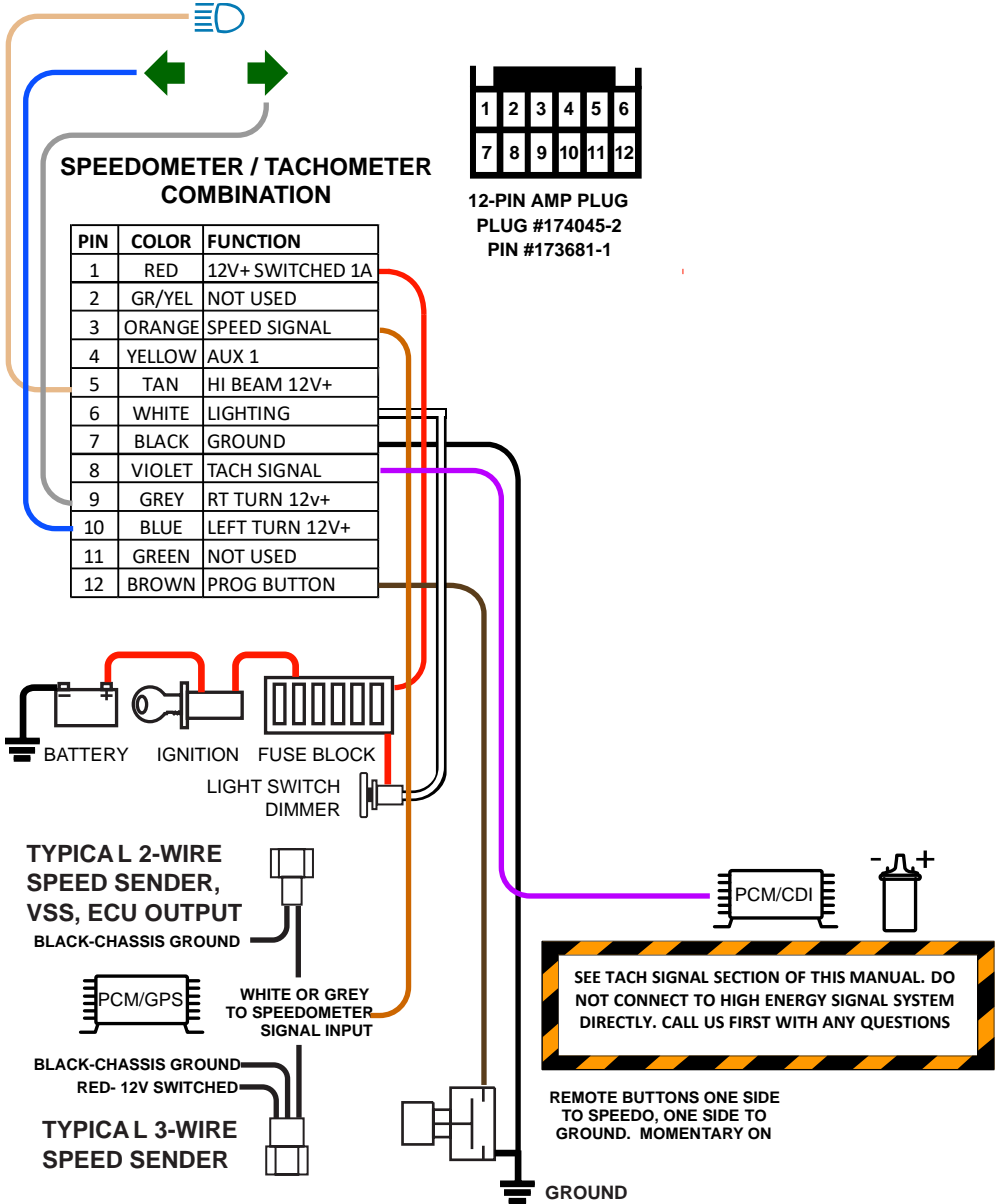 1 2 3 4 5 6
7 8 9 10 11 12
12-PIN AMP PLUG
PLUG #174045-2
PIN #173681-1
SPEEDOMETER / TACHOMETER
COMBINATION
PIN COLOR FUNCTION
1 RED 12V+ SWITCHED 1A
2 GR/YEL NOT USED
3 ORANGE SPEED SIGNAL
4 YELLOW AUX 1
5 TAN HI BEAM 12V+
6 WHITE LIGHTING
7 BLACK GROUND
8 VIOLET TACH SIGNAL
9 GREY RT TURN 12v+
10 BLUE LEFT TURN 12V+
11 GREEN NOT USED
12 BROWN PROG BUTTON
- +
BATTERY IGNITION FUSE BLOCK
LIGHT SWITCH
DIMMER
TYPICAL 2-WIRE
SPEED SENDER,
VSS, ECU OUTPUT
BLACK-CHASSIS GROUND
PCM/GPS
WHITE OR GREY
TO SPEEDOMETER
SIGNAL INPUT
BLACK-CHASSIS GROUND
RED- 12V SWITCHED
TYPICAL 3-WIRE
SPEED SENDER
PCM/CDI
- +
SEE TACH SIGNAL SECTION OF THIS MANUAL. DO
NOT CONNECT TO HIGH ENERGY SIGNAL SYSTEM
DIRECTLY. CALL US FIRST WITH ANY QUESTIONS
REMOTE BUTTONS ONE SIDE
TO SPEEDO, ONE SIDE TO
GROUND. MOMENTARY ON
GROUND